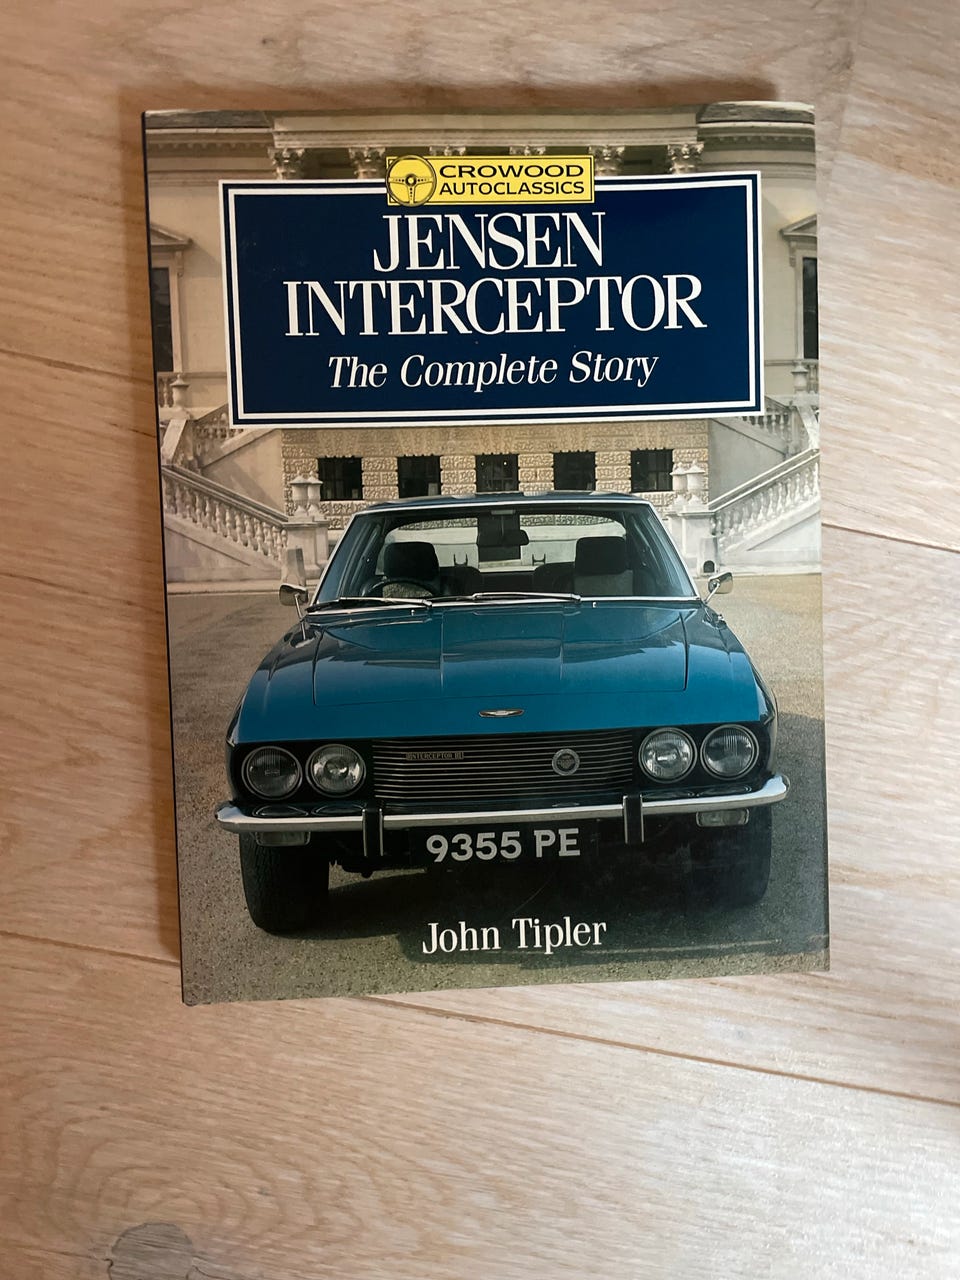 CROWOOD
AUTOCLASSICS
JENSEN
INTERCEPTOR
The Complete Story
INTERCEPTOR III
9355 PE
John Tipler